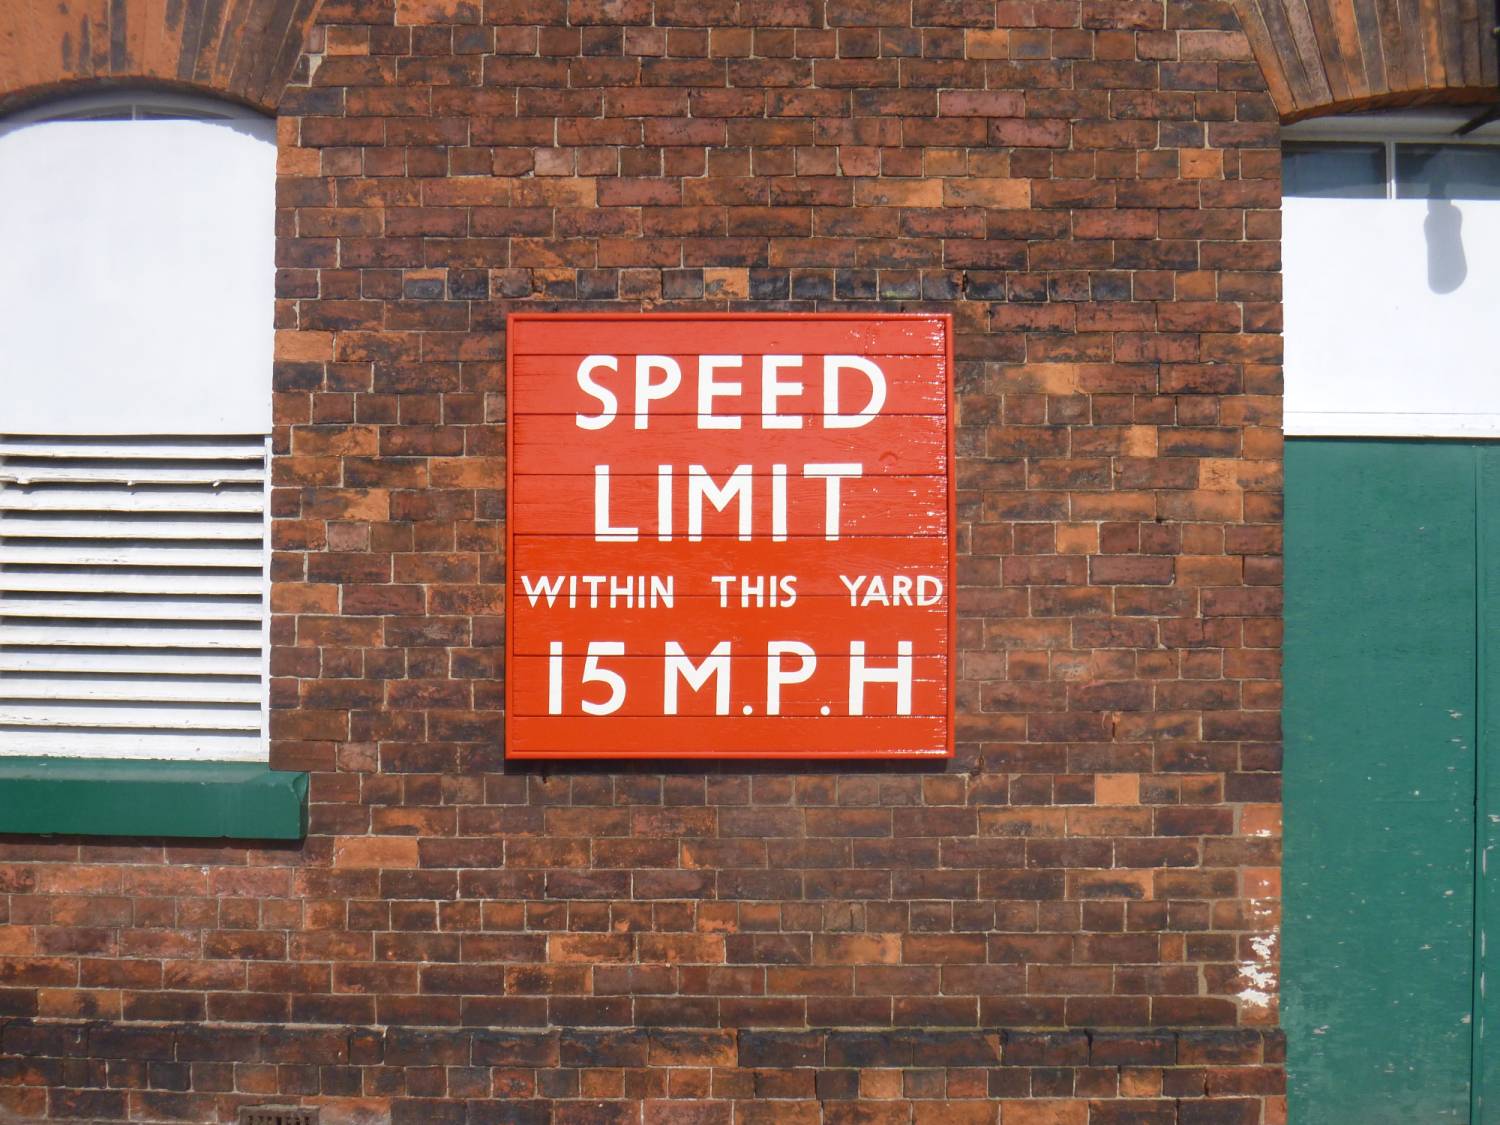 SPEED
LIMIT
WITHIN THIS YARD
15 M.P.H